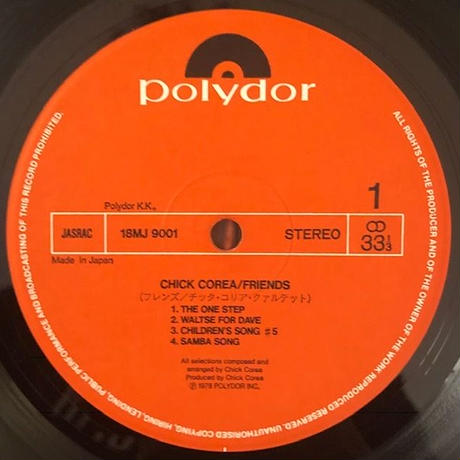 polydor
Polydor K.K.
1
JASRAC
18MJ 9001
STEREO
33 1/3
Made in Japan
CHICK COREA/FRIENDS
(フレンズ/チック・コリア・クァルテット)
1. THE ONE STEP
2. WALTSE FOR DAVE
3. CHILDREN'S SONG ♯5
4. SAMBA SONG
All selections composed and
arranged by Chick Corea
Produced by Chick Corea
Ⓟ 1978 POLYDOR INC.
ALL RIGHTS OF THE PRODUCER AND OF THE OWNER OF THE WORK REPRODUCED RESERVED. UNAUTHORISED COPYING, HIRING, LENDING, PUBLIC PERFORMANCE AND BROADCASTING OF THIS RECORD PROHIBITED.